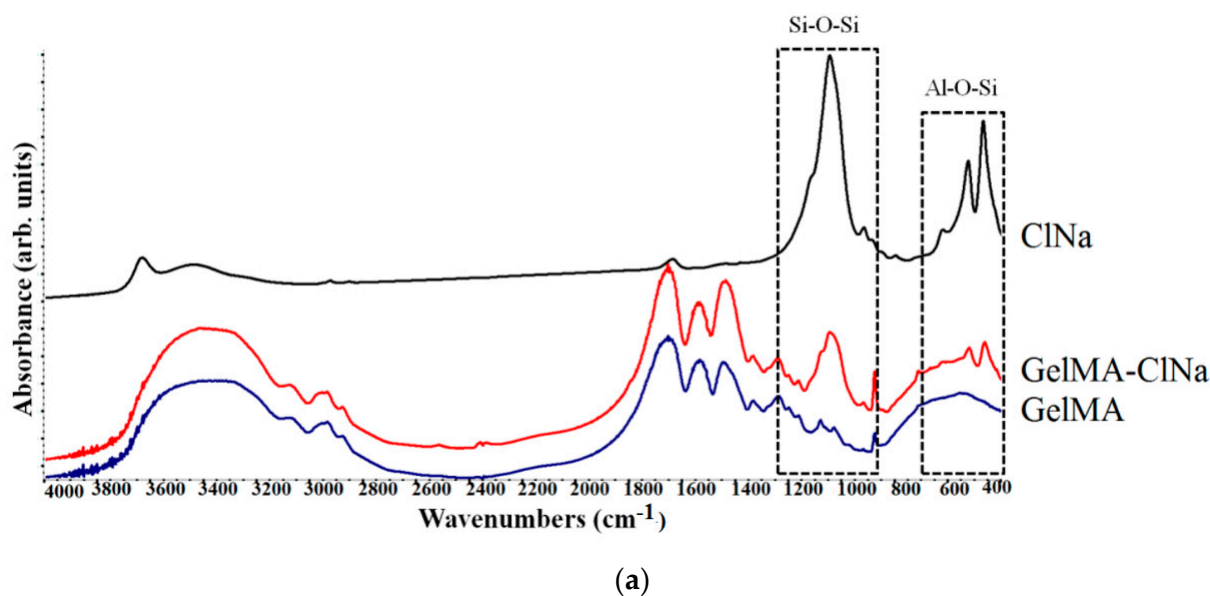 Si-O-Si
Al-O-Si
Absorbance (arb. units)
ClNa
GelMA-ClNa
GelMA
4000 3600 3400 3200 3000 2800 2600 2400 2200 2000 1800 1600 1400 1200 1000 800 600 400
Wavenumbers (cm⁻¹)
(a)